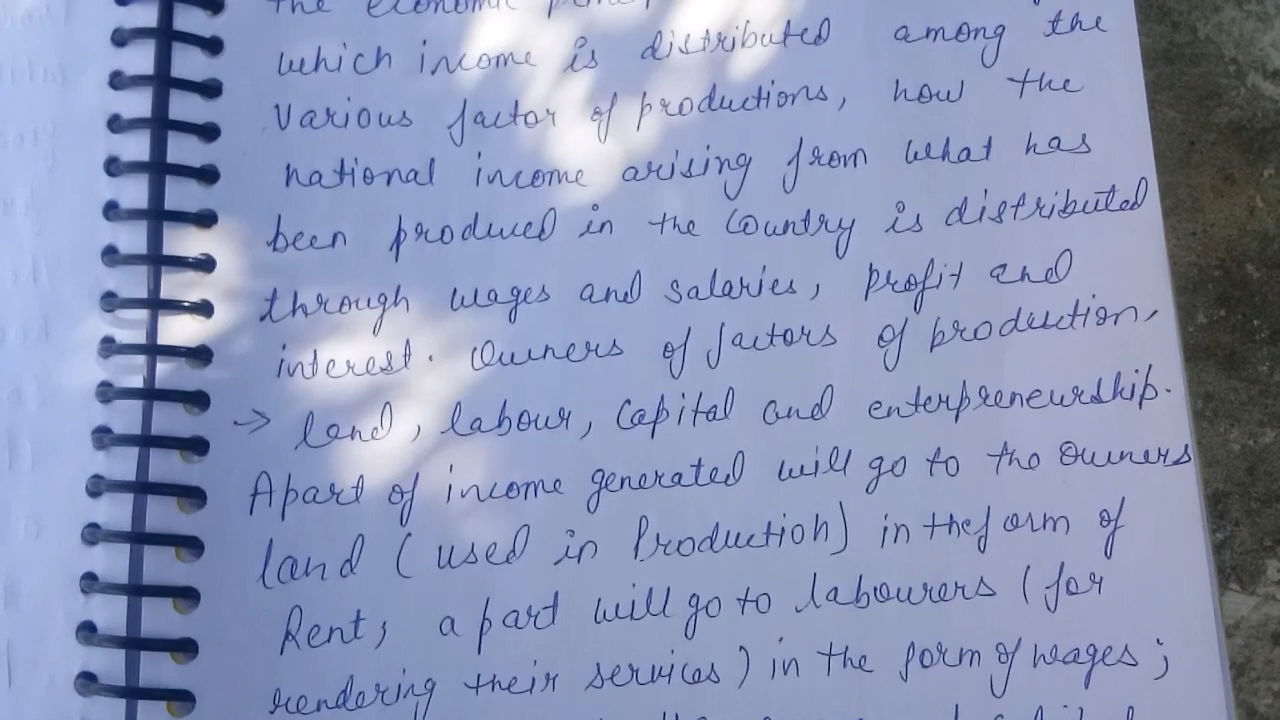 the economic
which income is distributed among the
various factor of productions, how the
national income arising from what has
been produced in the Country is distributed
through wages and salaries, profit and
interest. Owners of factors of production,
→ land, labour, Capital and enterpreneurship.
Apart of income generated will go to the owners
land (used in Production) in the form of
Rent; a part will go to labourers (for
rendering their services) in the form of wages;